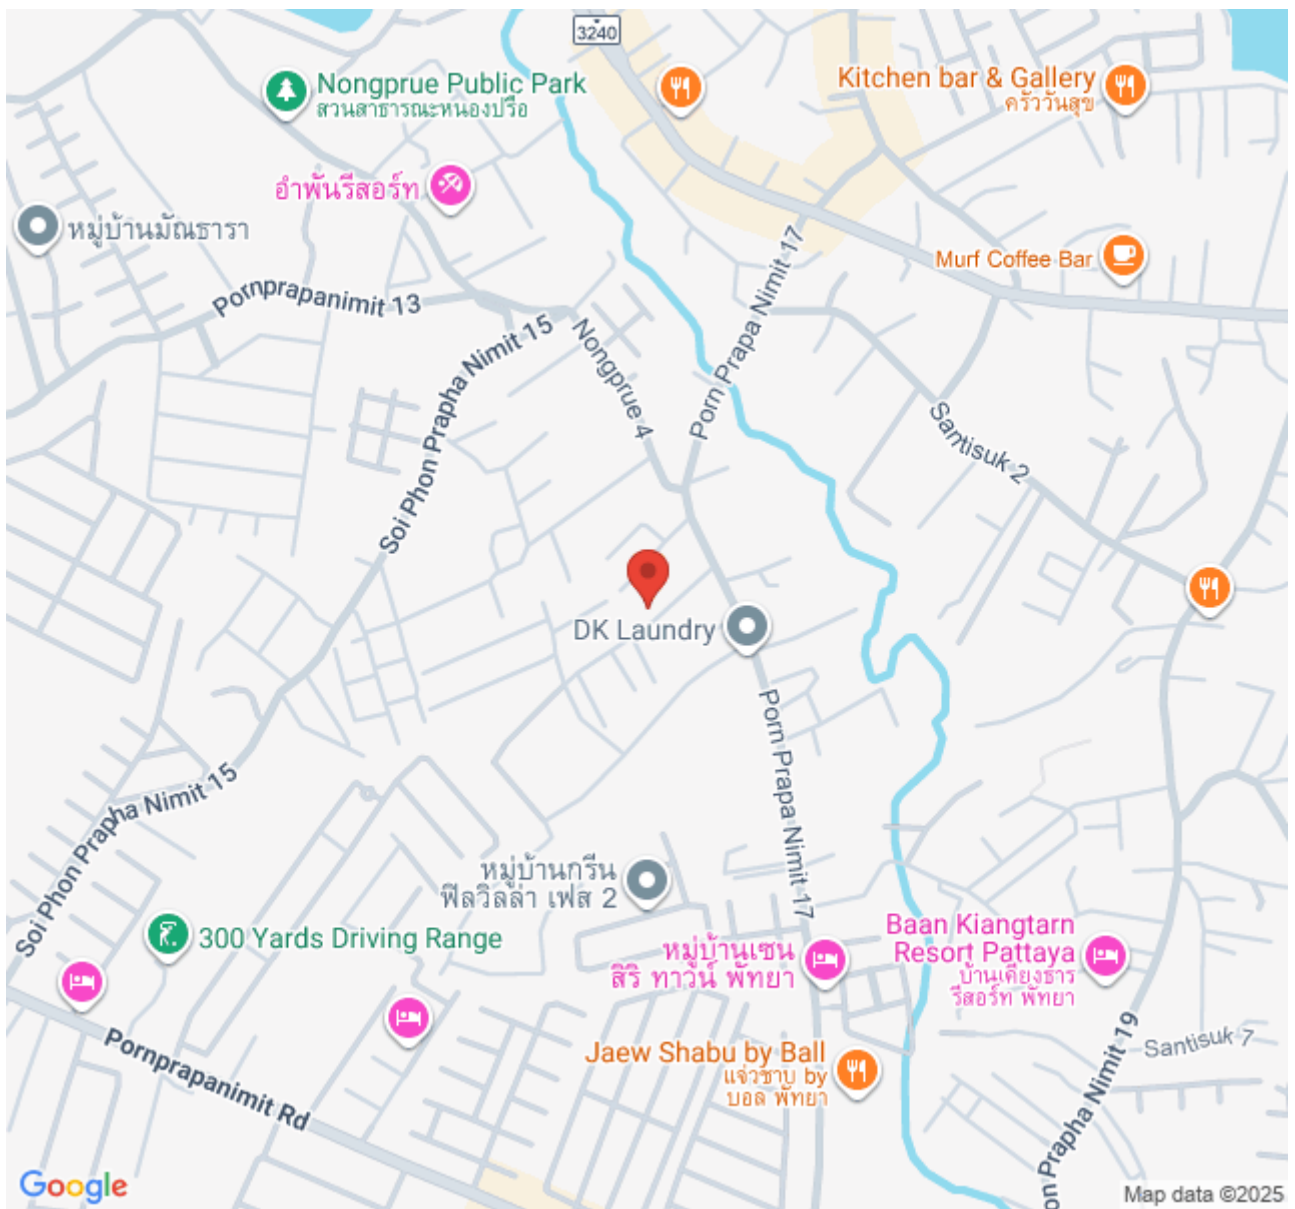 3240
Nongprue Public Park
สวนสาธารณะหนองปรือ
Kitchen bar & Gallery
ครัววันสุข
อำพันรีสอร์ท
หมู่บ้านมัณธารา
Murf Coffee Bar
Pornprapanimit 13
Soi Phon Prapha Nimit 15
Nongprue 4
Porn Prapa Nimit 17
Santisuk 2
DK Laundry
Porn Prapa Nimit 17
Soi Phon Prapha Nimit 15
หมู่บ้านกรีน
ฟิลวิลล่า เฟส 2
300 Yards Driving Range
หมู่บ้านเซน
สิริ ทาวน์ พัทยา
Baan Kiangtarn
Resort Pattaya
บ้านเคียงธาร
รีสอร์ท พัทยา
Pornprapanimit Rd
Jaew Shabu by Ball
แจ่วชาบู by
บอล พัทยา
Santisuk 7
on Prapha Nimit 19
Google
Map data ©2025